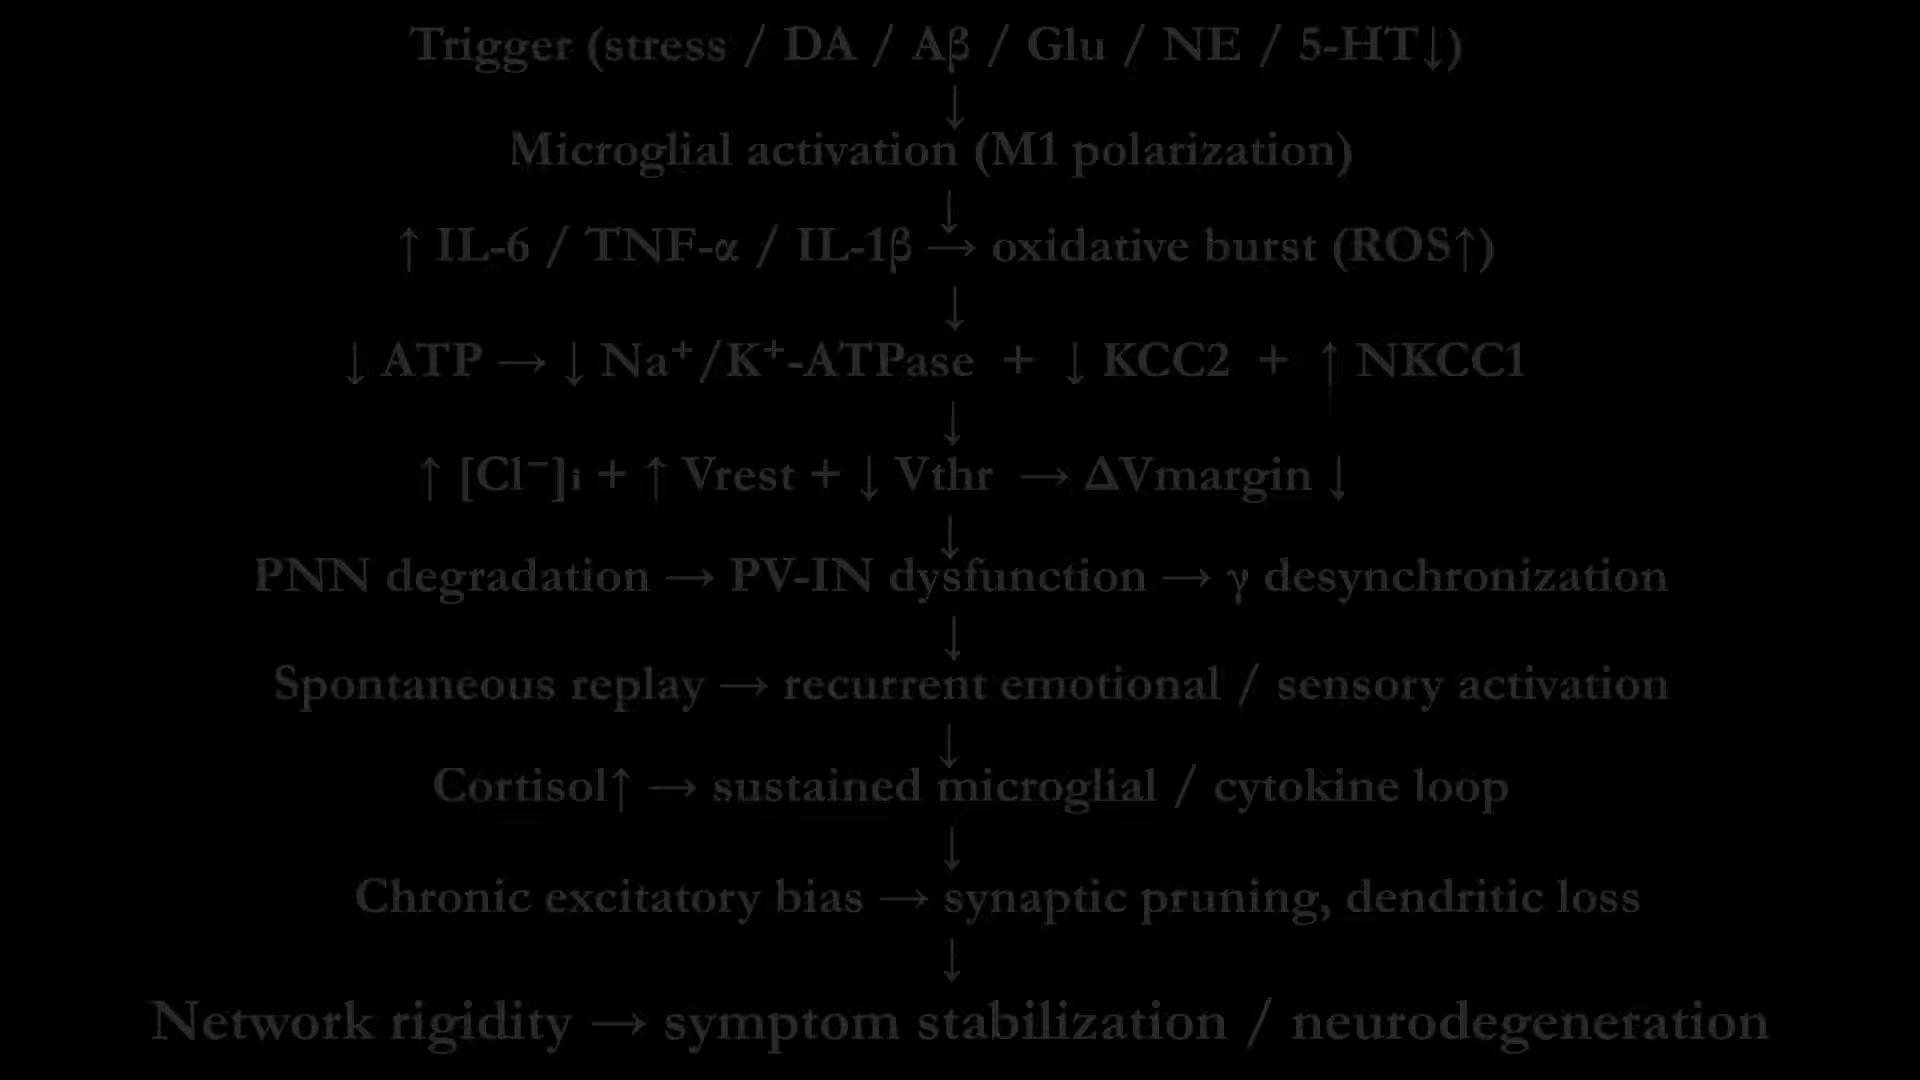 Trigger (stress / DA / Aβ / Glu / NE / 5-HT↓)
↓
Microglial activation (M1 polarization)
↓
↑ IL-6 / TNF-α / IL-1β → oxidative burst (ROS↑)
↓
↓ ATP → ↓ Na⁺/K⁺-ATPase + ↓ KCC2 + ↑ NKCC1
↓
↑ [Cl⁻]i + ↑ Vrest + ↓ Vthr → ΔVmargin ↓
↓
PNN degradation → PV-IN dysfunction → γ desynchronization
↓
Spontaneous replay → recurrent emotional / sensory activation
↓
Cortisol↑ → sustained microglial / cytokine loop
↓
Chronic excitatory bias → synaptic pruning, dendritic loss
↓
Network rigidity → symptom stabilization / neurodegeneration